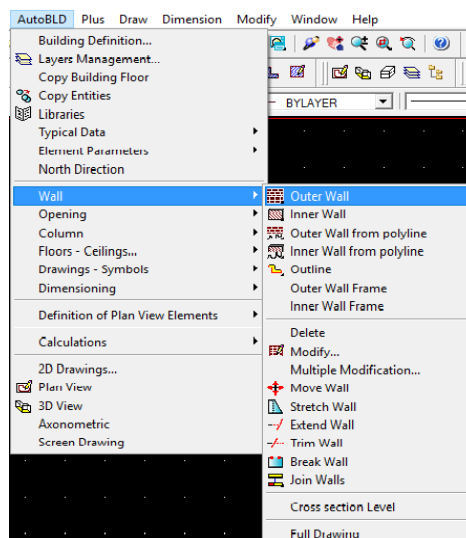 AutoBLD Plus Draw Dimension Modify Window Help
Building Definition...
Layers Management...
Copy Building Floor
Copy Entities
Libraries
Typical Data
Element Parameters
North Direction
Wall
Opening
Column
Floors - Ceilings...
Drawings - Symbols
Dimensioning
Definition of Plan View Elements
Calculations
2D Drawings...
Plan View
3D View
Axonometric
Screen Drawing
BYLAYER
Outer Wall
Inner Wall
Outer Wall from polyline
Inner Wall from polyline
Outline
Outer Wall Frame
Inner Wall Frame
Delete
Modify...
Multiple Modification...
Move Wall
Stretch Wall
Extend Wall
Trim Wall
Break Wall
Join Walls
Cross section Level
Full Drawing